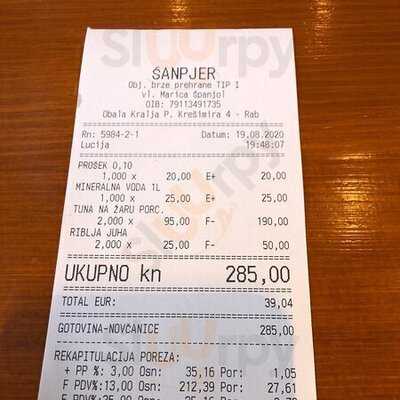 Sluurpy
ŠANPJER
Obj. brze prehrane TIP I
vl. Marica Španjol
OIB: 79113491735
Obala Kralja P. Krešimira 4 - Rab
Rn: 5984-2-1 Datum: 19.08.2020
Lucija 19:48:07
PROŠEK 0,10
1,000 x 20,00 E+ 20,00
MINERALNA VODA 1L
1,000 x 25,00 E+ 25,00
TUNA NA ŽARU PORC.
2,000 x 95,00 F- 190,00
RIBLJA JUHA
2,000 x 25,00 F- 50,00
UKUPNO kn 285,00
TOTAL EUR: 39,04
GOTOVINA-NOVČANICE 285,00
REKAPITULACIJA POREZA:
+ PP %: 3,00 Osn: 35,16 Por: 1,05
F PDV%:13,00 Osn: 212,39 Por: 27,61